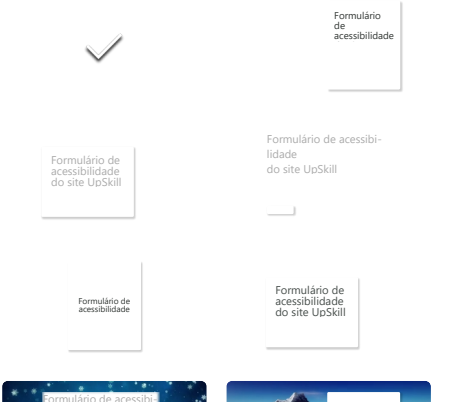 Formulário
de
acessibilidade
Formulário de
acessibilidade
do site UpSkill
Formulário de acessibi-
lidade
do site UpSkill
Formulário de
acessibilidade
Formulário de
acessibilidade
do site UpSkill
Formulário de acessibi-